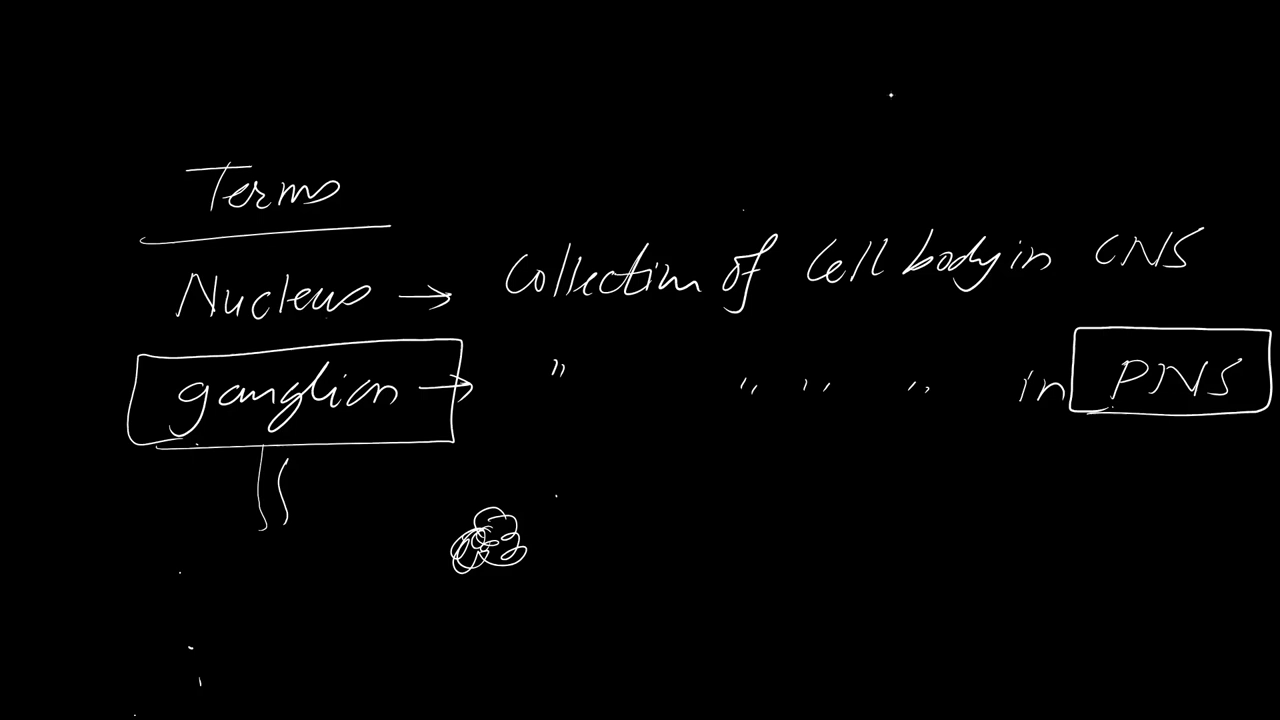 Terms
Nucleus → Collection of Cell body in CNS
ganglion → " " " " in PNS